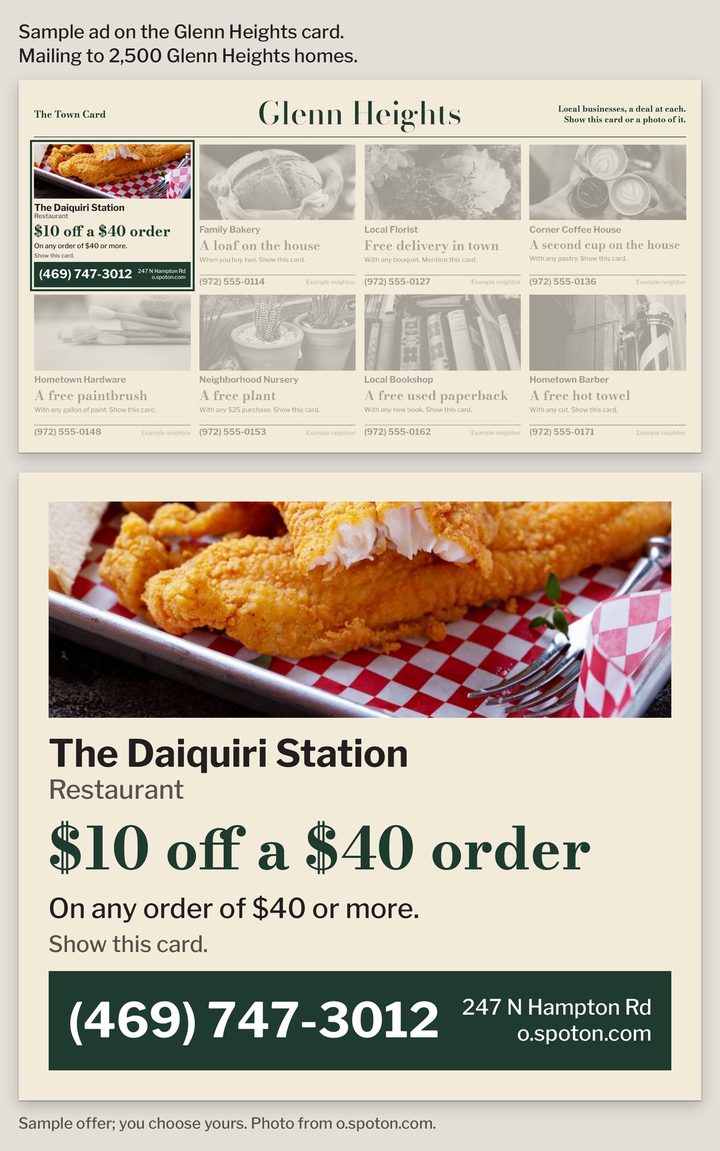 Sample ad on the Glenn Heights card.
Mailing to 2,500 Glenn Heights homes.
The Town Card
Glenn Heights
Local businesses, a deal at each.
Show this card or a photo of it.
The Daiquiri Station
Restaurant
$10 off a $40 order
On any order of $40 or more.
Show this card.
(469) 747-3012
247 N Hampton Rd
o.spoton.com
Family Bakery
A loaf on the house
When you buy two. Show this card.
(972) 555-0114
Example neighbor
Local Florist
Free delivery in town
With any bouquet. Mention this card.
(972) 555-0127
Example neighbor
Corner Coffee House
A second cup on the house
With any pastry. Show this card.
(972) 555-0136
Example neighbor
Hometown Hardware
A free paintbrush
With any gallon of paint. Show this card.
(972) 555-0148
Example neighbor
Neighborhood Nursery
A free plant
With any $25 purchase. Show this card.
(972) 555-0153
Example neighbor
Local Bookshop
A free used paperback
With any new book. Show this card.
(972) 555-0162
Example neighbor
Hometown Barber
A free hot towel
With any cut. Show this card.
(972) 555-0171
Example neighbor
The Daiquiri Station
Restaurant
$10 off a $40 order
On any order of $40 or more.
Show this card.
(469) 747-3012
247 N Hampton Rd
o.spoton.com
Sample offer; you choose yours. Photo from o.spoton.com.